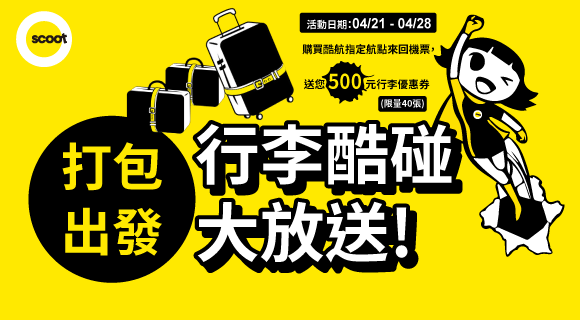 scoot
活動日期:04/21 - 04/28
購買酷航指定航點來回機票,
送您500元行李優惠券
(限量40張)
打包
出發
行李酷碰
大放送!